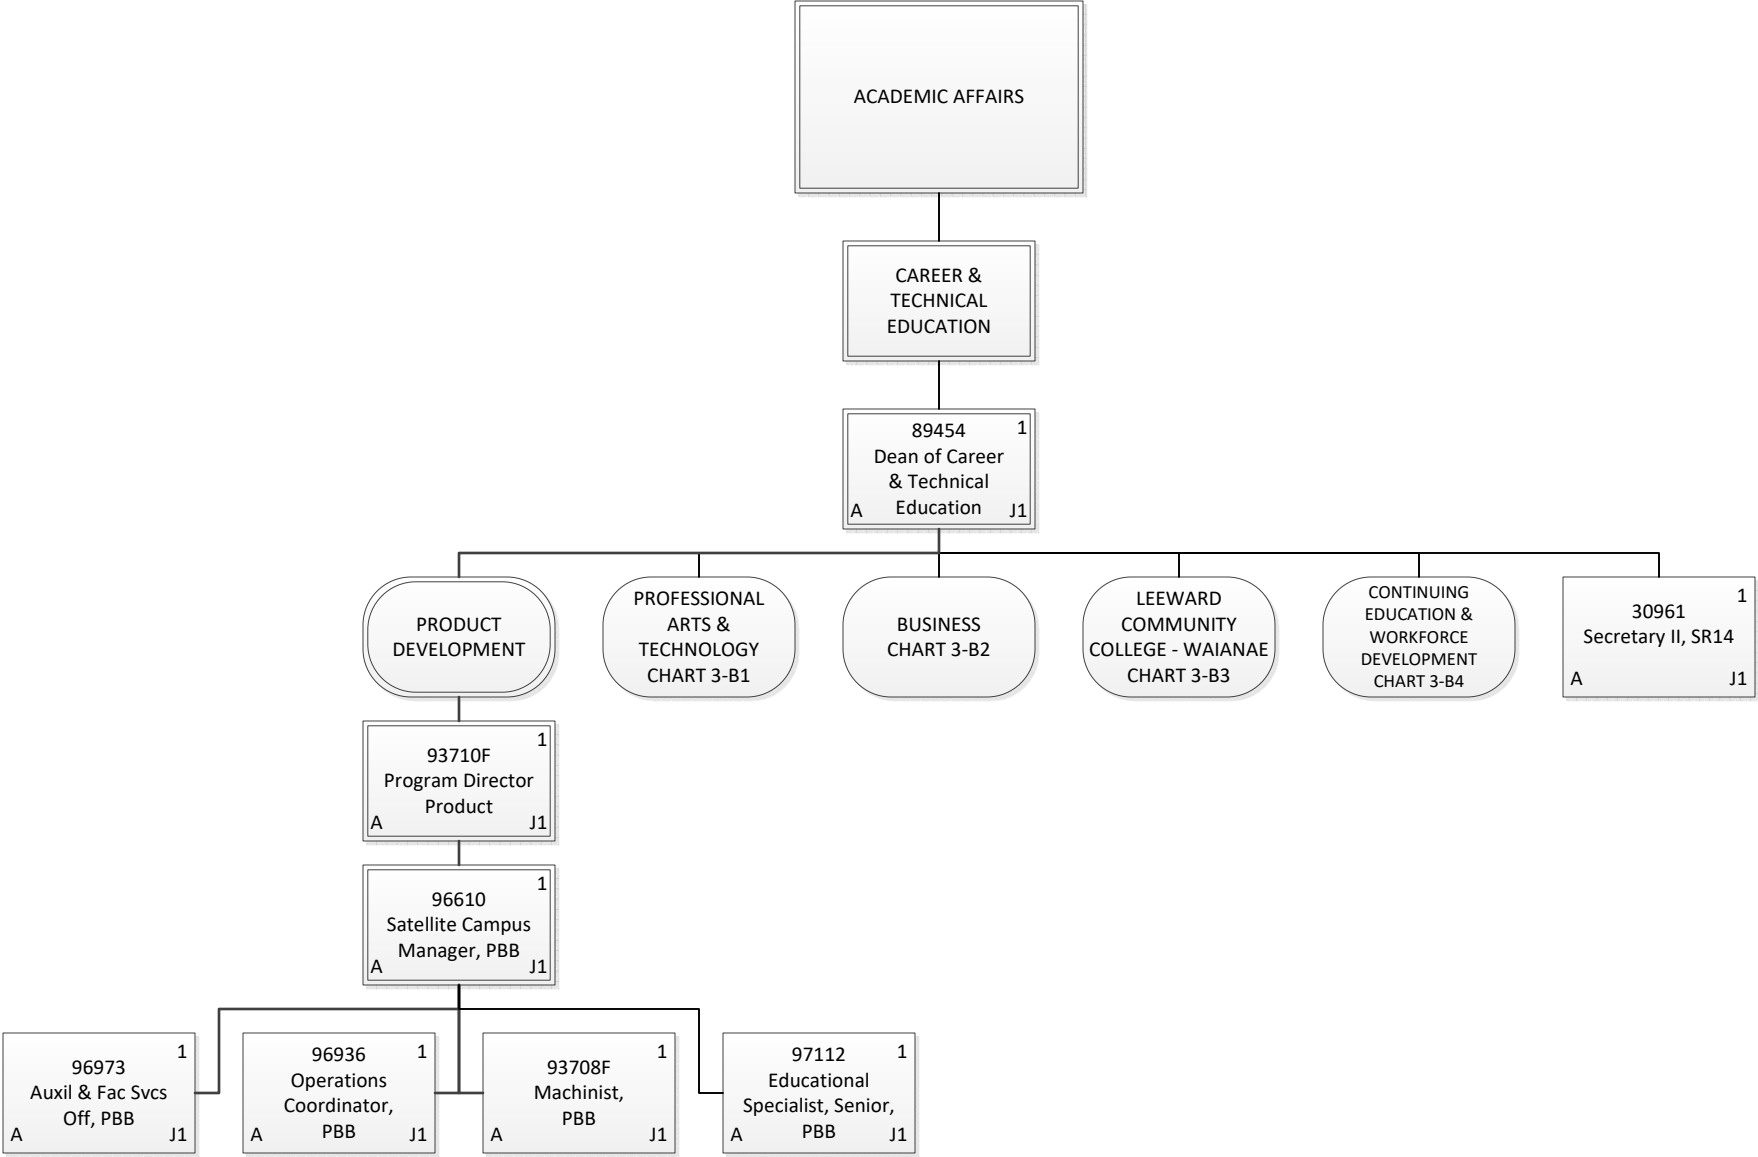 ACADEMIC AFFAIRS
CAREER &
TECHNICAL
EDUCATION
89454 1
Dean of Career
& Technical
A Education J1
PRODUCT
DEVELOPMENT
PROFESSIONAL
ARTS &
TECHNOLOGY
CHART 3-B1
BUSINESS
CHART 3-B2
LEEWARD
COMMUNITY
COLLEGE - WAIANAE
CHART 3-B3
CONTINUING
EDUCATION &
WORKFORCE
DEVELOPMENT
CHART 3-B4
1
30961
Secretary II, SR14
A J1
1
93710F
Program Director
Product
A J1
1
96610
Satellite Campus
Manager, PBB
A J1
1
96973
Auxil & Fac Svcs
Off, PBB
A J1
96936 1
Operations
Coordinator,
A PBB J1
1
93708F
Machinist,
PBB
A J1
97112 1
Educational
Specialist, Senior,
A PBB J1